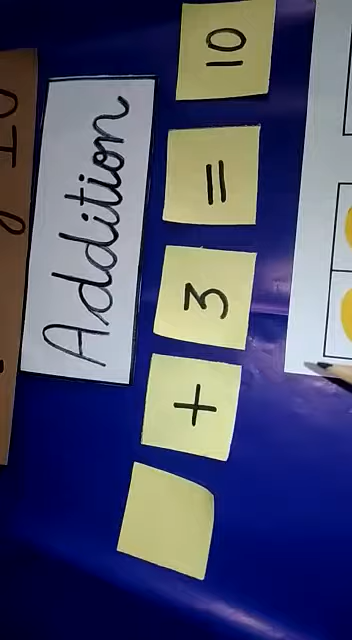 Addition
+ 3 = 10